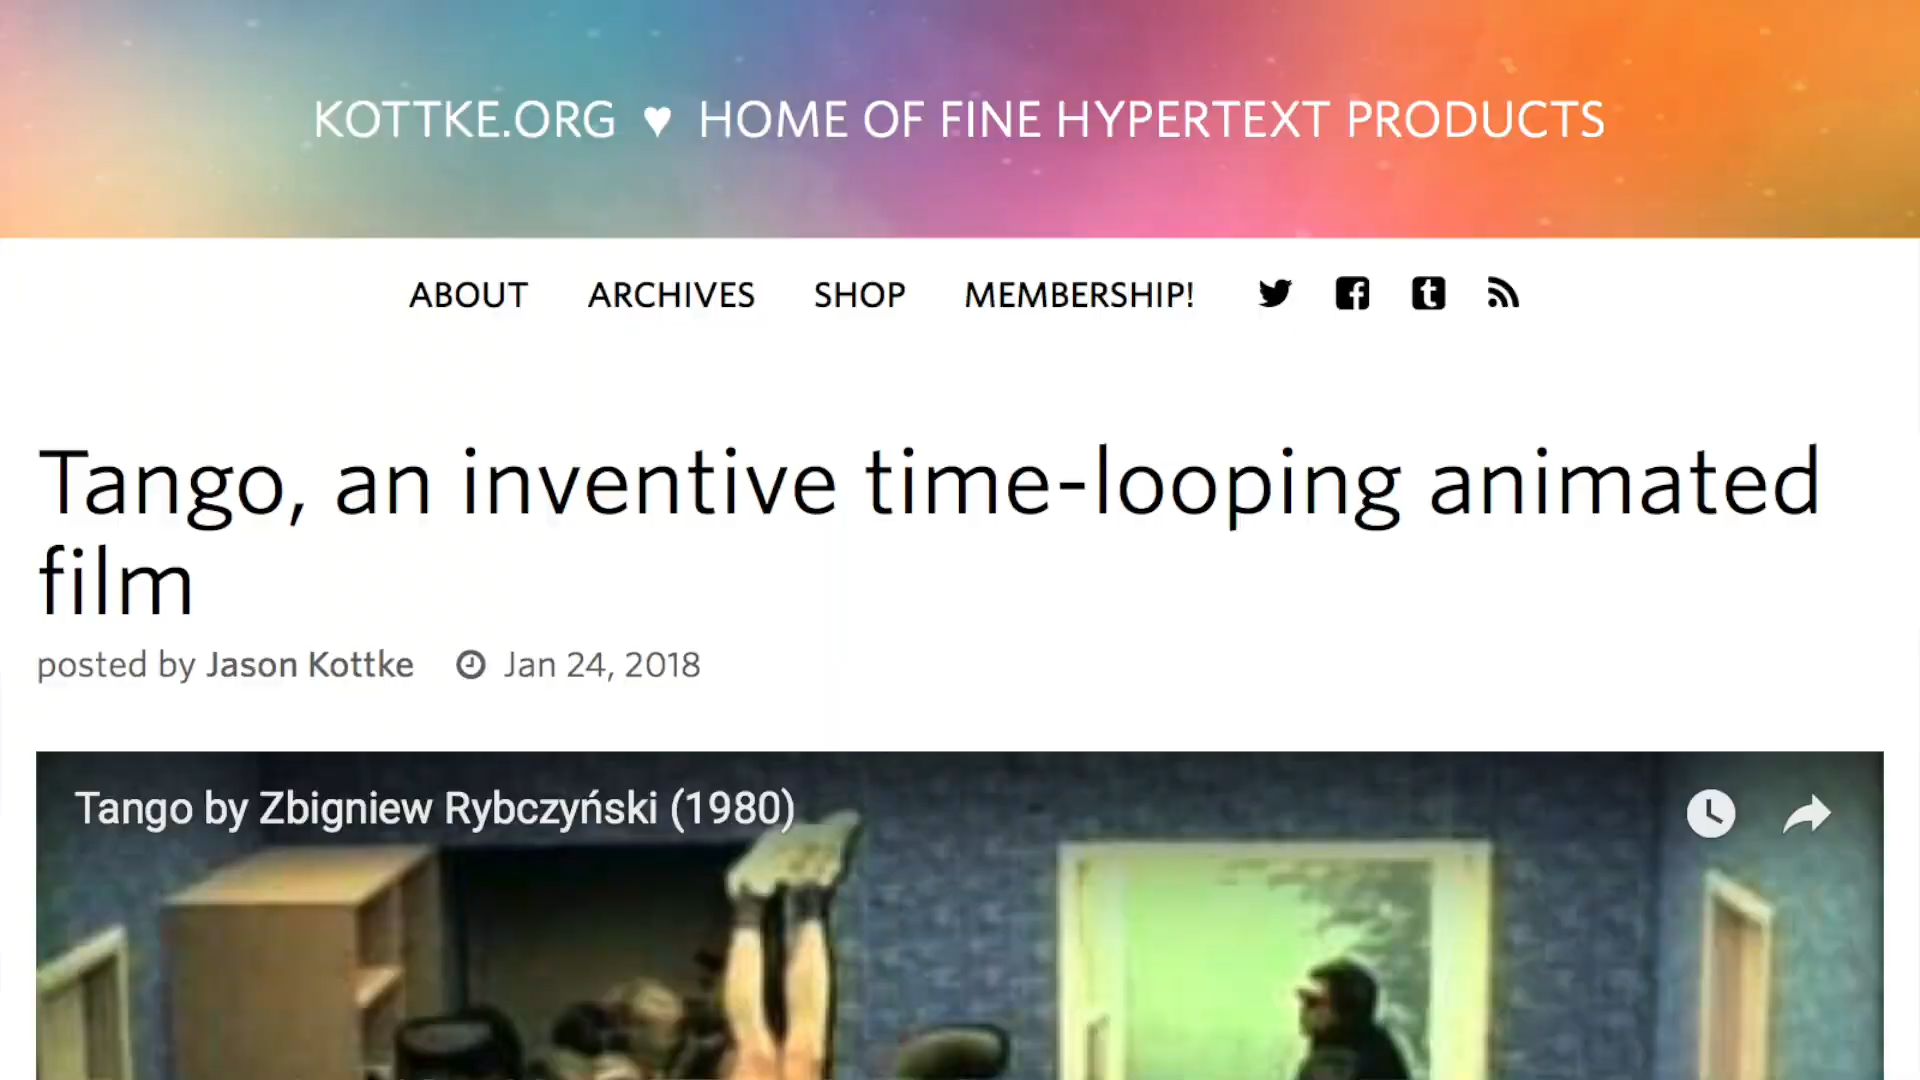 KOTTKE.ORG ♥ HOME OF FINE HYPERTEXT PRODUCTS
ABOUT ARCHIVES SHOP MEMBERSHIP!
Tango, an inventive time-looping animated
film
posted by Jason Kottke Jan 24, 2018
Tango by Zbigniew Rybczyński (1980)